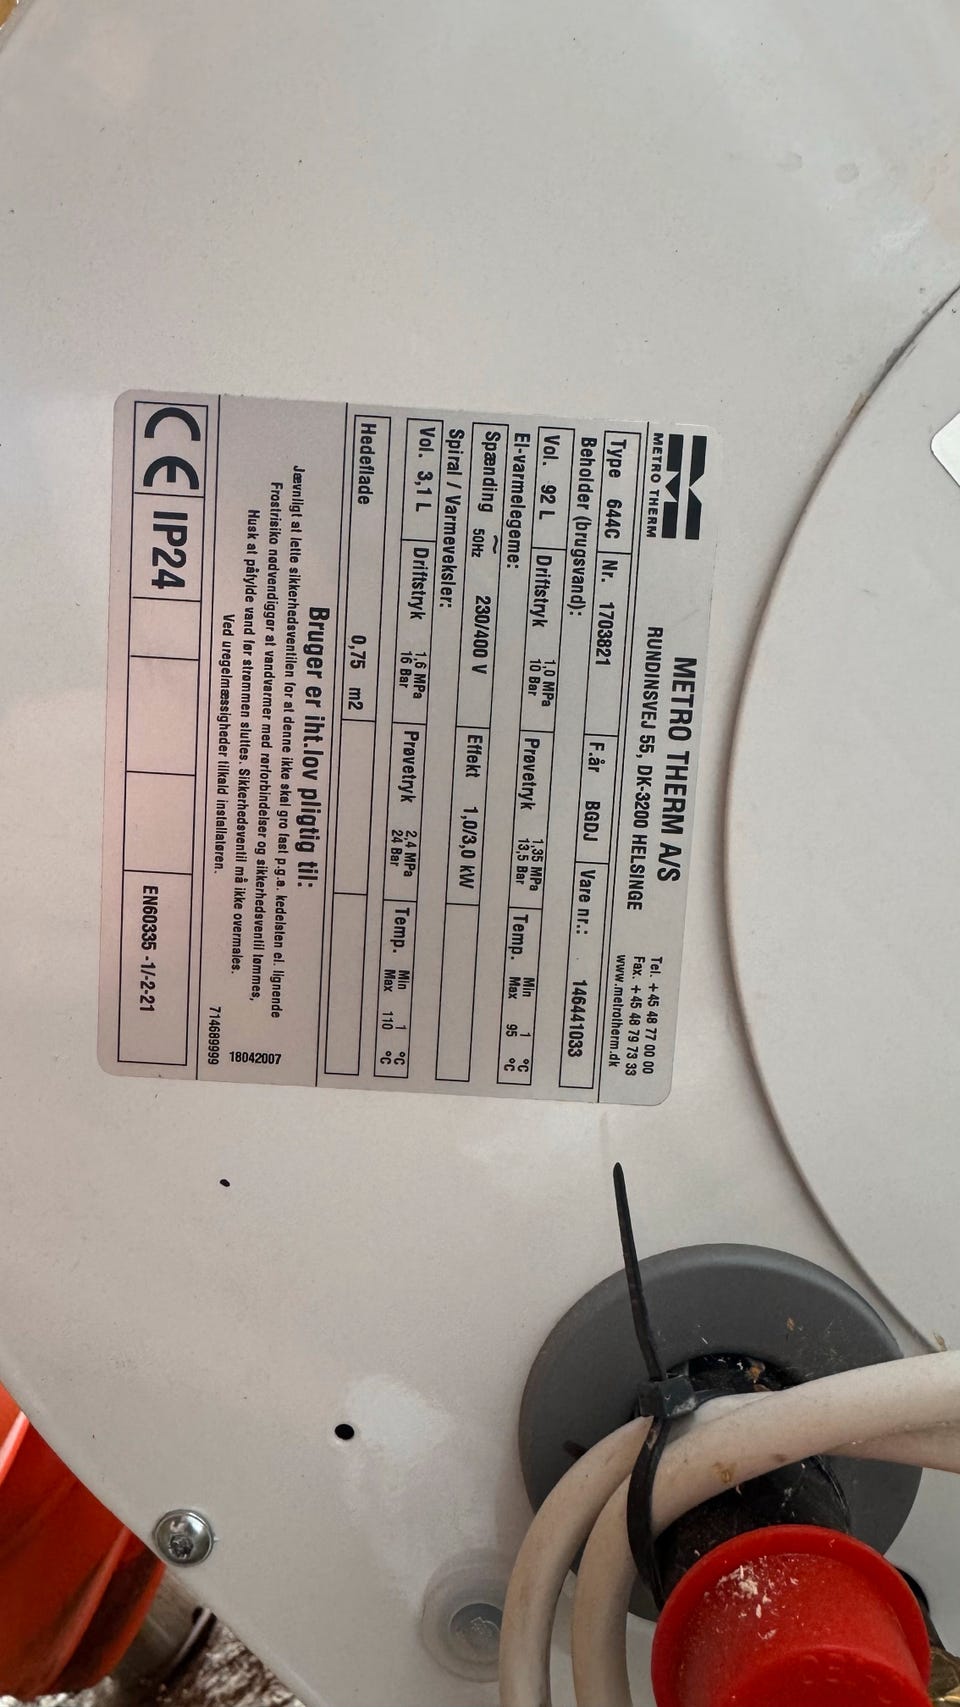 METRO THERM
METRO THERM A/S
RUNDINSVEJ 55, DK-3200 HELSINGE
Tel. +45 48 77 00 00
Fax. +45 48 79 73 33
www.metrotherm.dk
Type 644C Nr. 1703821 F.år BGDJ Vare nr.: 146441033
Beholder (brugsvand):
Vol. 92 L Driftstryk 1,0 MPa 10 Bar Prøvetryk 1,35 MPa 13,5 Bar Temp. Min 1 °C Max 95 °C
El-varmelegeme:
Spænding ~ 50Hz 230/400 V Effekt 1,0/3,0 kW
Spiral / Varmeveksler:
Vol. 3,1 L Driftstryk 1,6 MPa 16 Bar Prøvetryk 2,4 MPa 24 Bar Temp. Min 1 °C Max 110 °C
Hedeflade 0,75 m2
Bruger er iht.lov pligtig til:
Jævnligt at lette sikkerhedsventilen for at denne ikke skal gro fast p.g.a. kedelsten el. lignende
Frostrisiko nødvendiggør at vandvarmer med rørforbindelser og sikkerhedsventil tømmes,
Husk at påfylde vand før strømmen sluttes. Sikkerhedsventil må ikke overmales.
Ved uregelmæssigheder tilkald installatøren.
18042007
714689999
CE IP24 EN60335 -1/-2-21